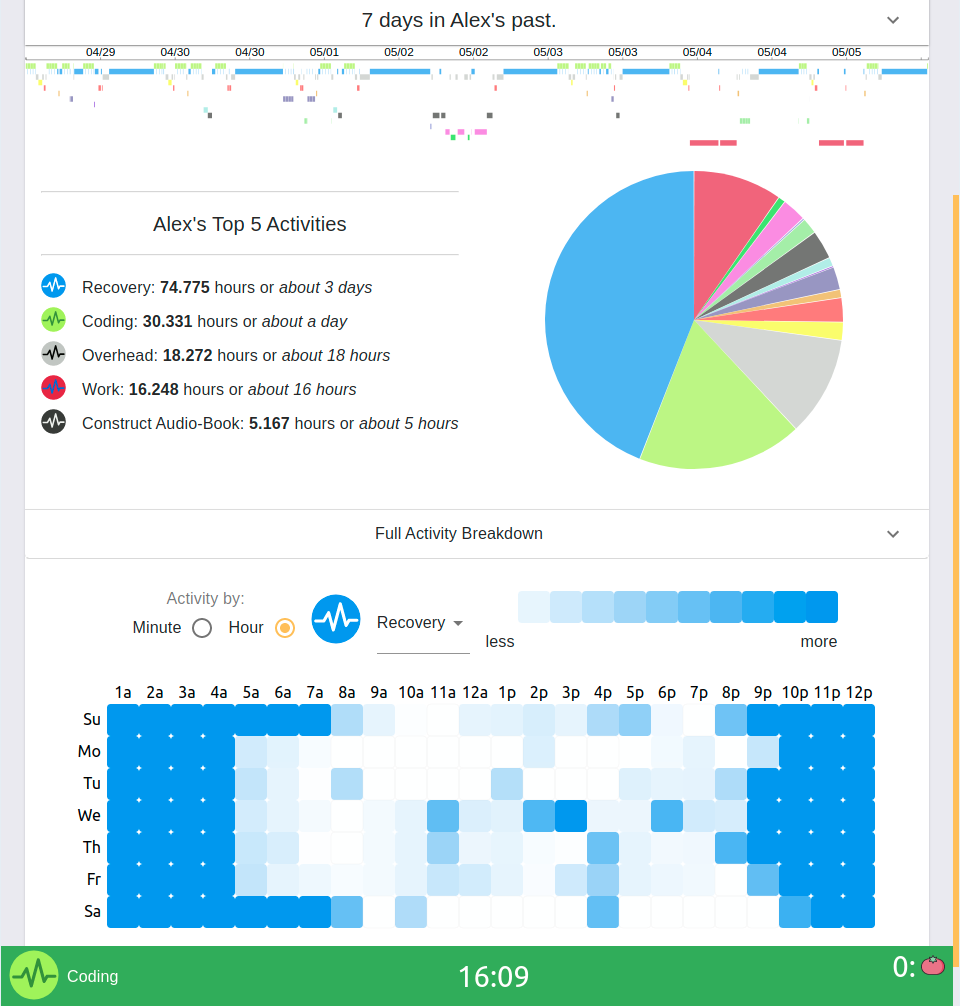 7 days in Alex's past.
04/29 04/30 04/30 05/01 05/02 05/02 05/03 05/03 05/04 05/04 05/05
Alex's Top 5 Activities
Recovery: 74.775 hours or about 3 days
Coding: 30.331 hours or about a day
Overhead: 18.272 hours or about 18 hours
Work: 16.248 hours or about 16 hours
Construct Audio-Book: 5.167 hours or about 5 hours
Full Activity Breakdown
Activity by:
Minute Hour
Recovery
less more
1a 2a 3a 4a 5a 6a 7a 8a 9a 10a 11a 12a 1p 2p 3p 4p 5p 6p 7p 8p 9p 10p 11p 12p
Su
Mo
Tu
We
Th
Fr
Sa
Coding 16:09 0: